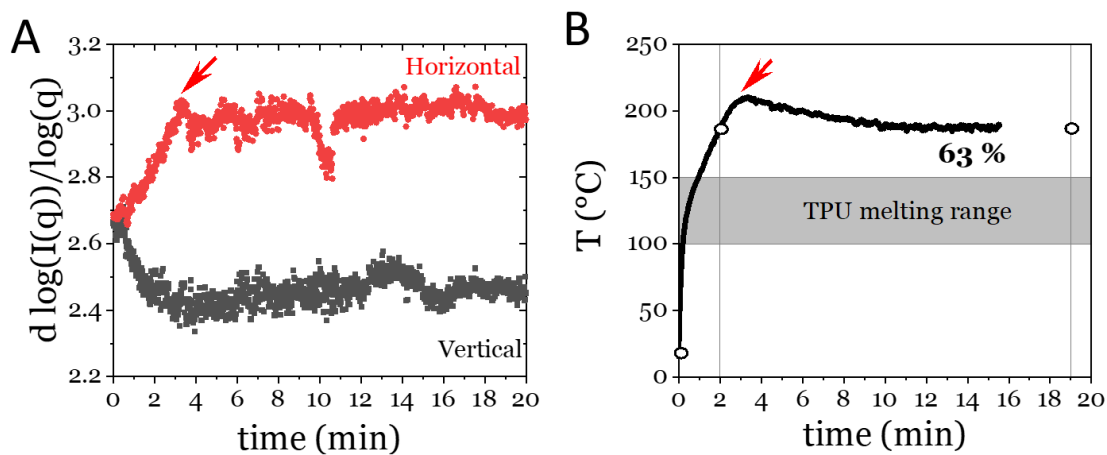 A
d log(I(q))/log(q)
3.2
3.0
2.8
2.6
2.4
2.2
Horizontal
Vertical
0 2 4 6 8 10 12 14 16 18 20
time (min)
B
T (°C)
250
200
150
100
50
0
63 %
TPU melting range
0 2 4 6 8 10 12 14 16 18 20
time (min)